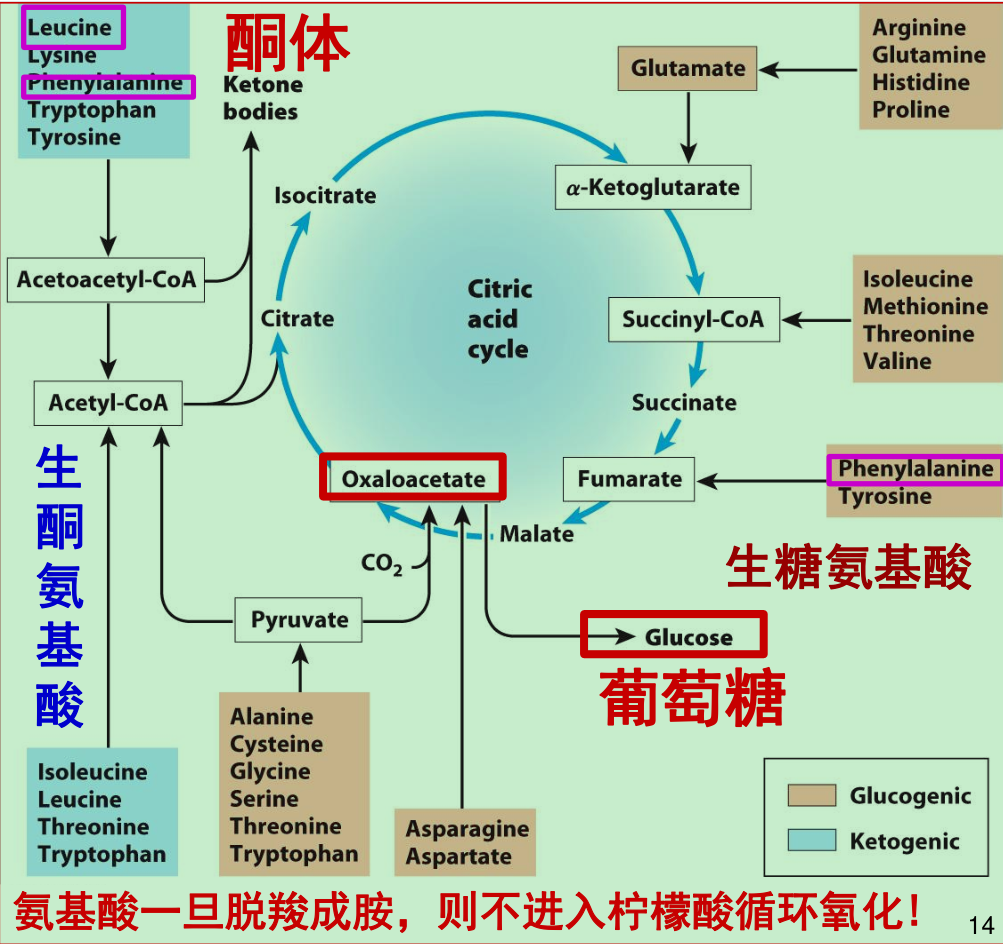 Leucine
Lysine
Phenylalanine
Tryptophan
Tyrosine
酮体
Ketone
bodies
Glutamate
Arginine
Glutamine
Histidine
Proline
Isocitrate
α-Ketoglutarate
Acetoacetyl-CoA
Citrate
Citric
acid
cycle
Succinyl-CoA
Isoleucine
Methionine
Threonine
Valine
Acetyl-CoA
Succinate
生
酮
氨
基
酸
Oxaloacetate
Fumarate
Phenylalanine
Tyrosine
Malate
CO₂
生糖氨基酸
Pyruvate
Glucose
葡萄糖
Alanine
Cysteine
Glycine
Serine
Threonine
Tryptophan
Isoleucine
Leucine
Threonine
Tryptophan
Asparagine
Aspartate
Glucogenic
Ketogenic
氨基酸一旦脱羧成胺，则不进入柠檬酸循环氧化！
14